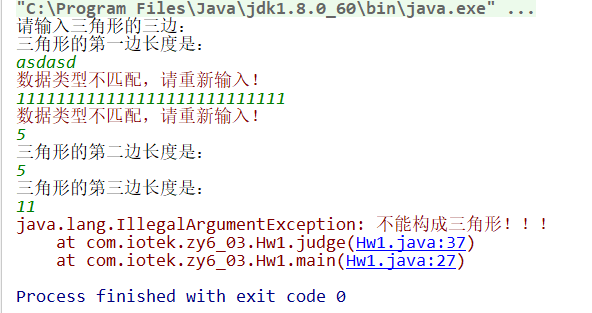 "C:\Program Files\Java\jdk1.8.0_60\bin\java.exe" ...
请输入三角形的三边：
三角形的第一边长度是：
asdasd
数据类型不匹配，请重新输入！
1111111111111111111111111111
数据类型不匹配，请重新输入！
5
三角形的第二边长度是：
5
三角形的第三边长度是：
11
java.lang.IllegalArgumentException: 不能构成三角形！！！
at com.iotek.zy6_03.Hw1.judge(Hw1.java:37)
at com.iotek.zy6_03.Hw1.main(Hw1.java:27)
Process finished with exit code 0